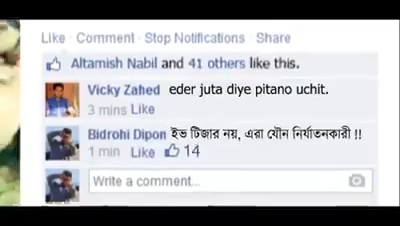 Like · Comment · Stop Notifications · Share
Altamish Nabil and 41 others like this.
Vicky Zahed eder juta diye pitano uchit.
3 mins Like
Bidrohi Dipon ইভ টিজার নয়, এরা যৌন নির্যাতনকারী !!
1 min Like 14
Write a comment...